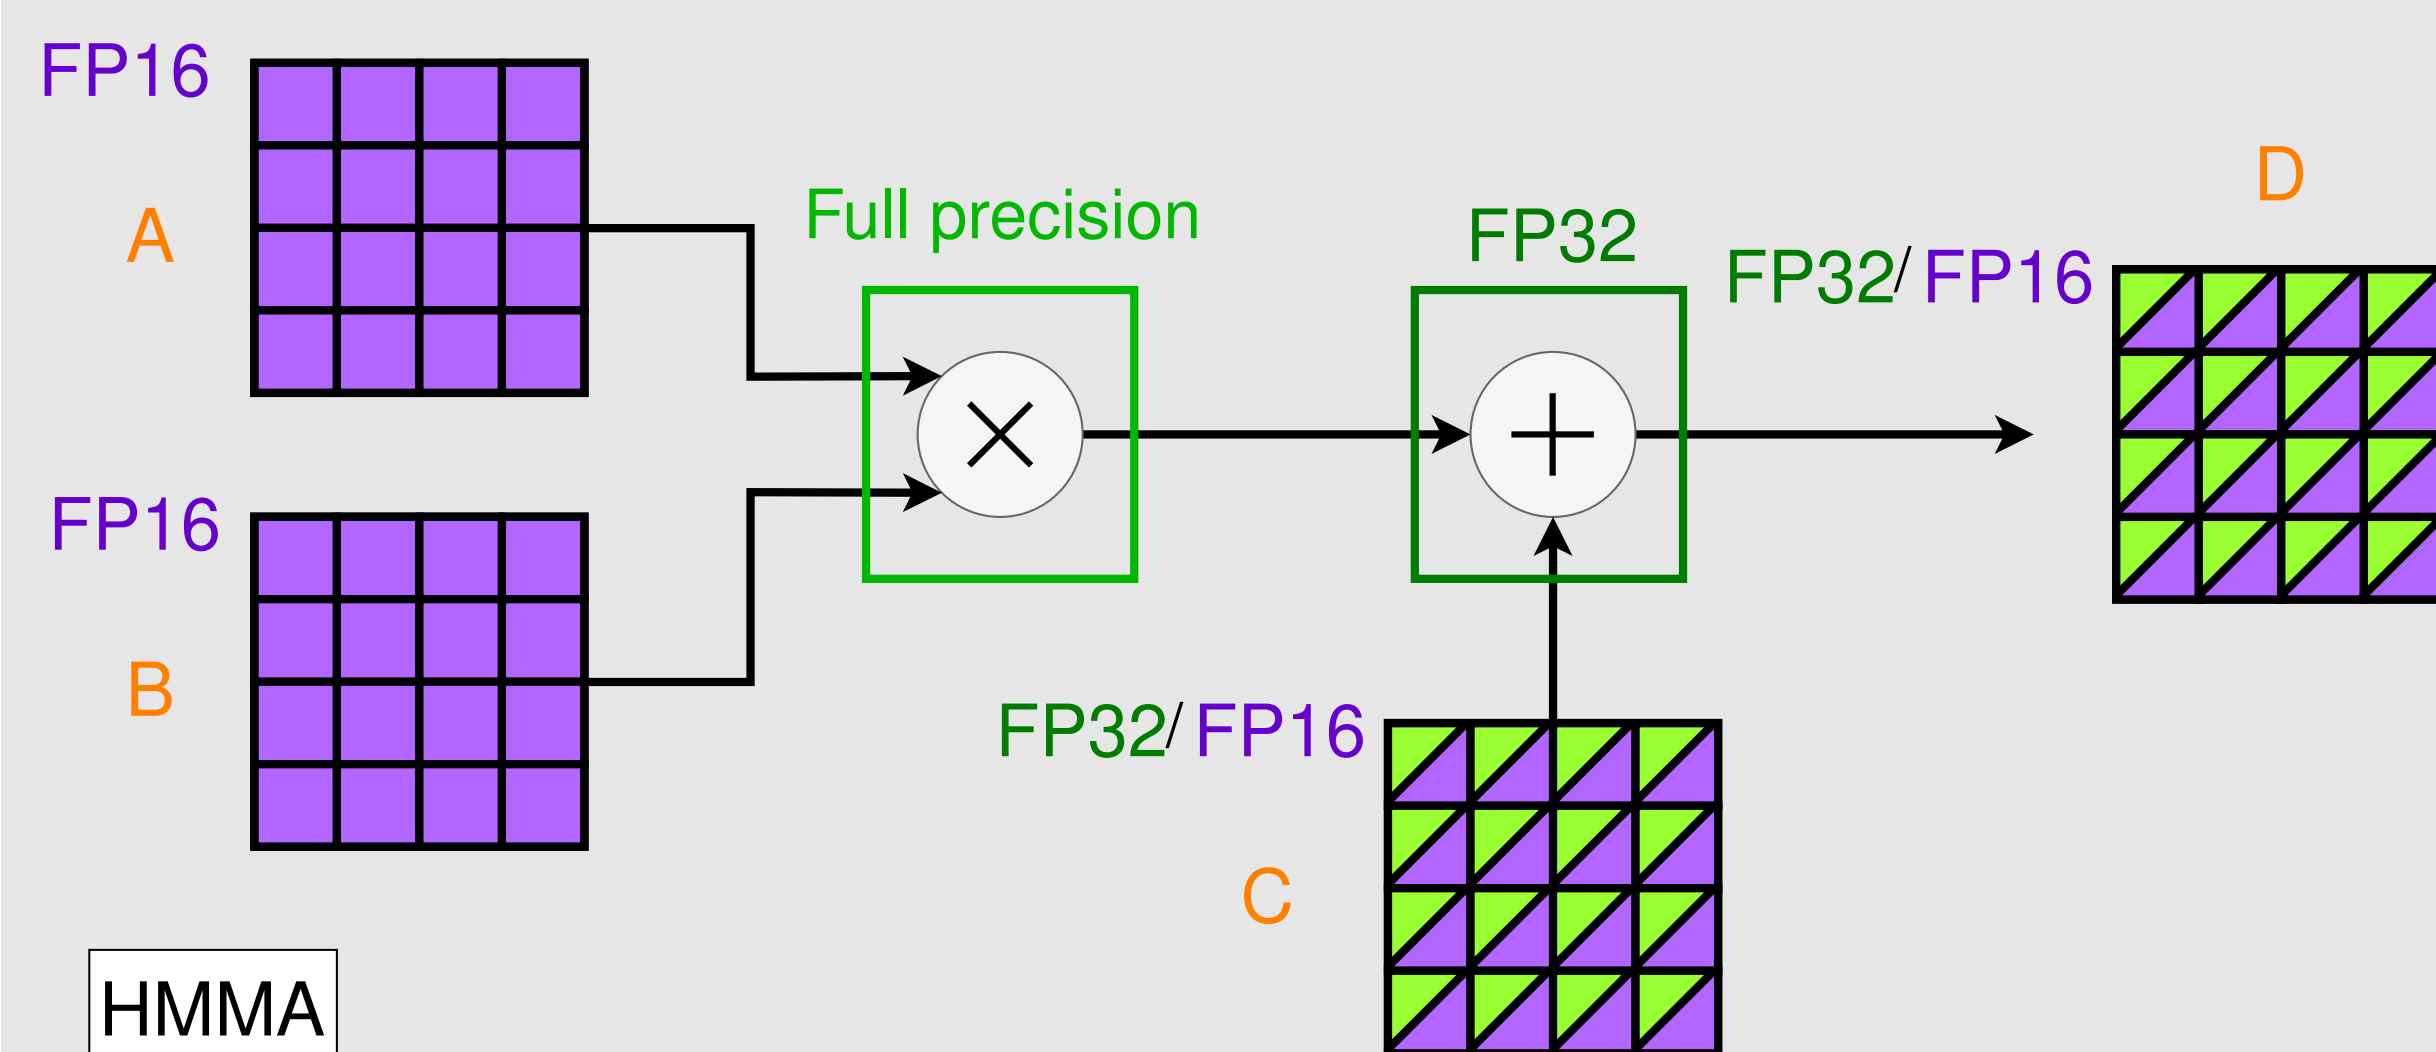 FP16
A
Full precision
FP32
D
FP32/FP16
FP16
B
FP32/FP16
C
HMMA